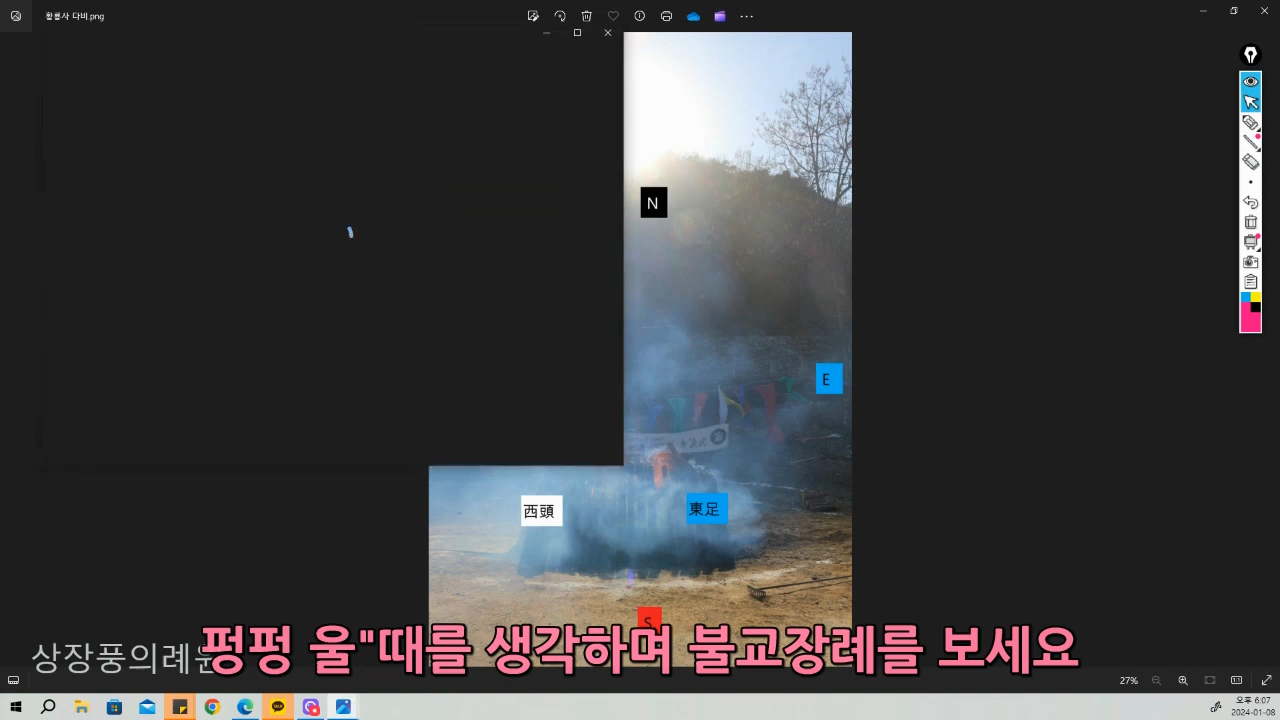 황룡사 다비.png
N
E
西頭
東足
S
펑펑 울"때를 생각하며 불교장례를 보세요
상장풍의례원
27%
오후 6:07
2024-01-08